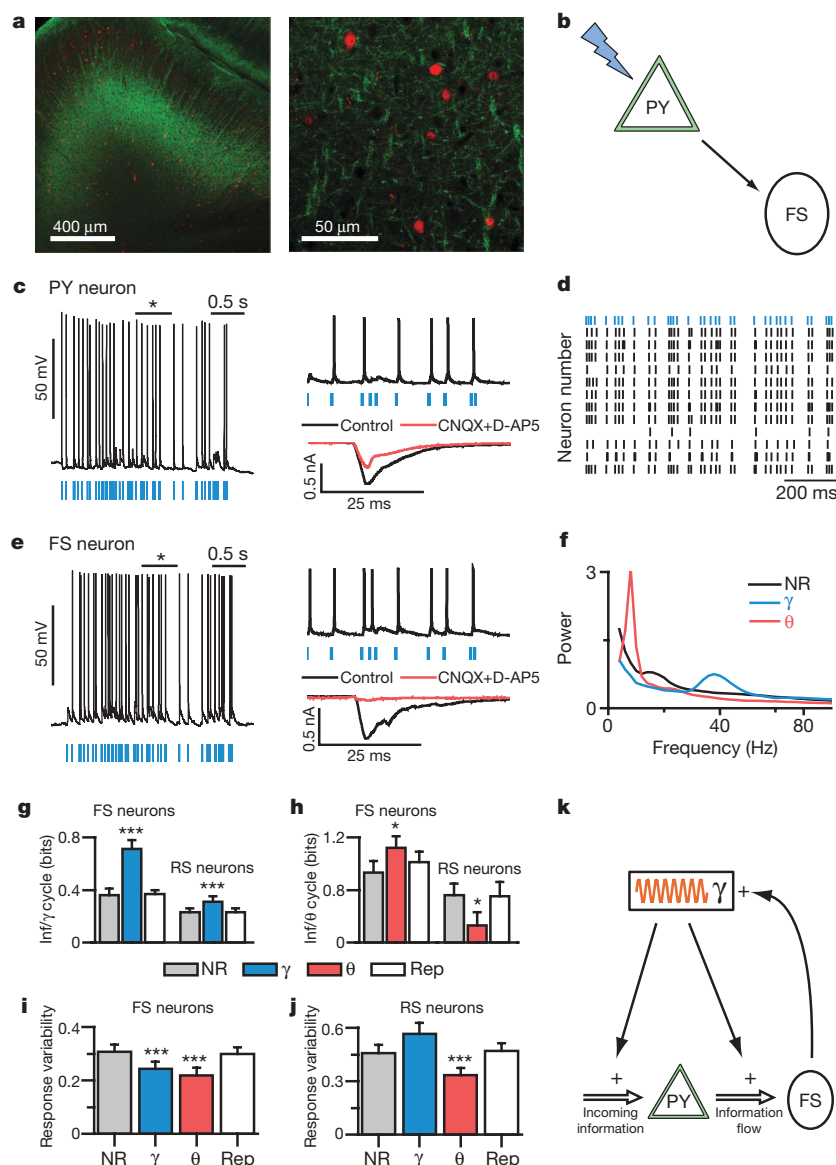 a
400 μm
50 μm
b
PY
FS
c PY neuron
*
0.5 s
50 mV
Control CNQX+D-AP5
0.5 nA
25 ms
d
Neuron number
200 ms
e FS neuron
*
0.5 s
50 mV
Control CNQX+D-AP5
0.5 nA
25 ms
f
3
0
Power
NR
γ
θ
0 40 80
Frequency (Hz)
g
FS neurons
0.8
0.4
0
Inf/γ cycle (bits)
***
RS neurons
***
h
FS neurons
1.2
0.8
0
Inf/θ cycle (bits)
*
RS neurons
*
NR γ θ Rep
i
FS neurons
0.4
0.2
0
Response variability
*** ***
NR γ θ Rep
j
RS neurons
0.6
0.3
0
Response variability
***
NR γ θ Rep
k
γ +
+ +
PY FS
Incoming
information
Information
flow